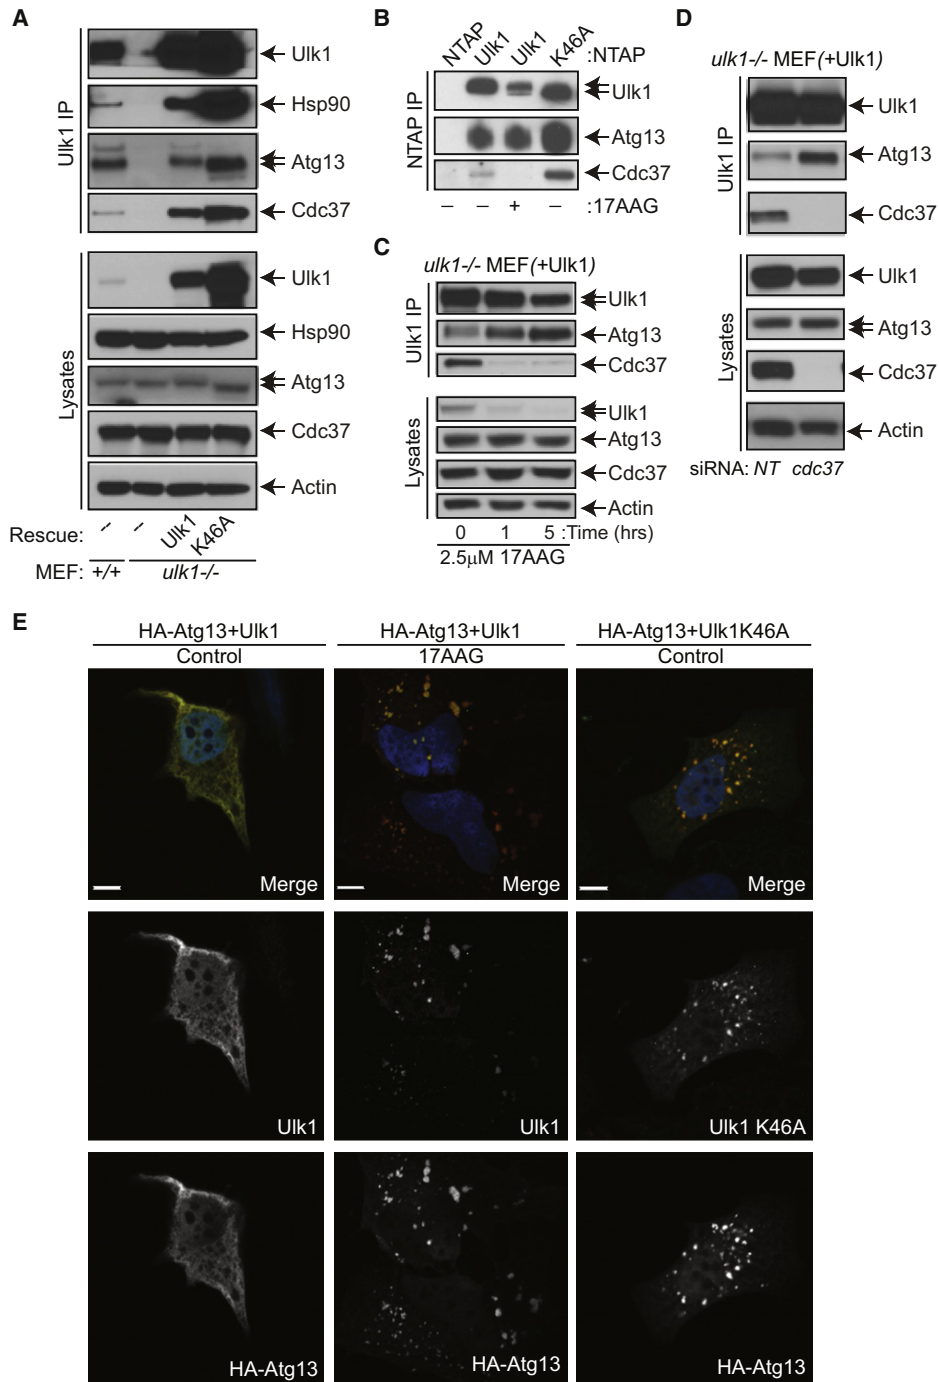 A
Ulk1 IP
Ulk1
Hsp90
Atg13
Cdc37
Lysates
Ulk1
Hsp90
Atg13
Cdc37
Actin
Rescue: -- -- Ulk1 K46A
MEF: +/+ ulk1-/-
B
NTAP Ulk1 Ulk1 K46A :NTAP
NTAP IP
Ulk1
Atg13
Cdc37
– – + – :17AAG
C
ulk1-/- MEF(+Ulk1)
Ulk1 IP
Ulk1
Atg13
Cdc37
Lysates
Ulk1
Atg13
Cdc37
Actin
0 1 5 :Time (hrs)
2.5μM 17AAG
D
ulk1-/- MEF(+Ulk1)
Ulk1 IP
Ulk1
Atg13
Cdc37
Lysates
Ulk1
Atg13
Cdc37
Actin
siRNA: NT cdc37
E
HA-Atg13+Ulk1
Control
HA-Atg13+Ulk1
17AAG
HA-Atg13+Ulk1K46A
Control
Merge
Merge
Merge
Ulk1
Ulk1
Ulk1 K46A
HA-Atg13
HA-Atg13
HA-Atg13